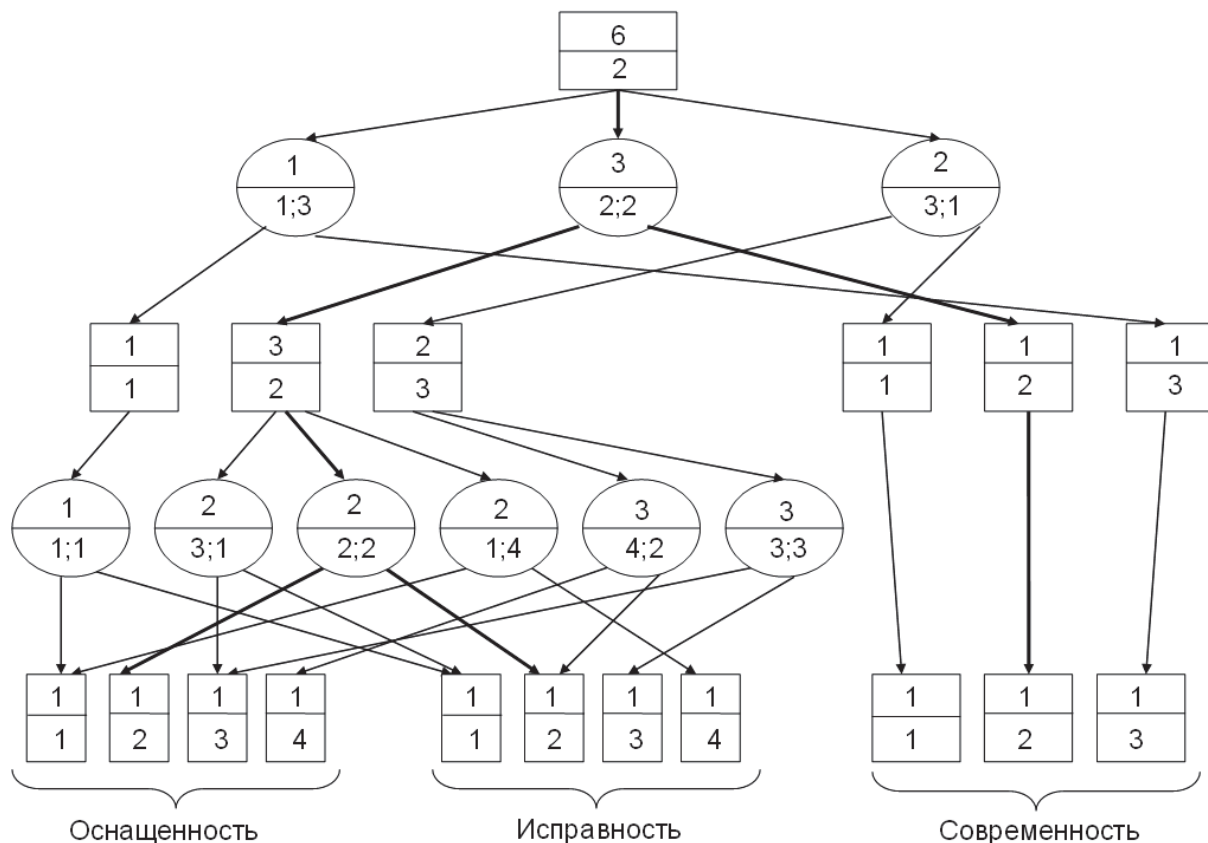 6
2
1 3 2
1;3 2;2 3;1
1 3 2 1 1 1
1 2 3 1 2 3
1 2 2 2 3 3
1;1 3;1 2;2 1;4 4;2 3;3
1 1 1 1 1 1 1 1 1 1 1
1 2 3 4 1 2 3 4 1 2 3
Оснащенность Исправность Современность